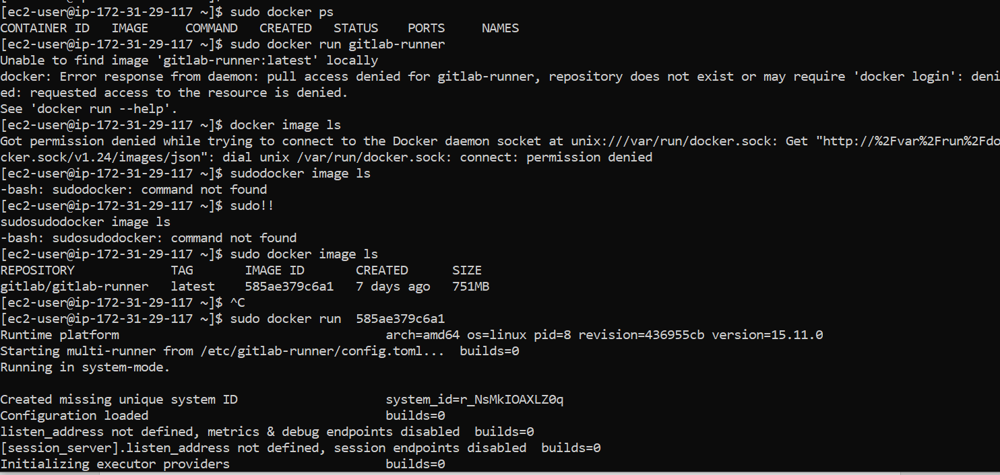 [ec2-user@ip-172-31-29-117 ~]$ sudo docker ps
CONTAINER ID   IMAGE     COMMAND   CREATED   STATUS    PORTS     NAMES
[ec2-user@ip-172-31-29-117 ~]$ sudo docker run gitlab-runner
Unable to find image 'gitlab-runner:latest' locally
docker: Error response from daemon: pull access denied for gitlab-runner, repository does not exist or may require 'docker login': deni
ed: requested access to the resource is denied.
See 'docker run --help'.
[ec2-user@ip-172-31-29-117 ~]$ docker image ls
Got permission denied while trying to connect to the Docker daemon socket at unix:///var/run/docker.sock: Get "http://%2Fvar%2Frun%2Fdo
cker.sock/v1.24/images/json": dial unix /var/run/docker.sock: connect: permission denied
[ec2-user@ip-172-31-29-117 ~]$ sudodocker image ls
-bash: sudodocker: command not found
[ec2-user@ip-172-31-29-117 ~]$ sudo!!
sudosudodocker image ls
-bash: sudosudodocker: command not found
[ec2-user@ip-172-31-29-117 ~]$ sudo docker image ls
REPOSITORY             TAG       IMAGE ID       CREATED      SIZE
gitlab/gitlab-runner   latest    585ae379c6a1   7 days ago   751MB
[ec2-user@ip-172-31-29-117 ~]$ ^C
[ec2-user@ip-172-31-29-117 ~]$ sudo docker run  585ae379c6a1
Runtime platform                                    arch=amd64 os=linux pid=8 revision=436955cb version=15.11.0
Starting multi-runner from /etc/gitlab-runner/config.toml...  builds=0
Running in system-mode.
Created missing unique system ID                    system_id=r_NsMkIOAXLZ0q
Configuration loaded                                builds=0
listen_address not defined, metrics & debug endpoints disabled  builds=0
[session_server].listen_address not defined, session endpoints disabled  builds=0
Initializing executor providers                     builds=0